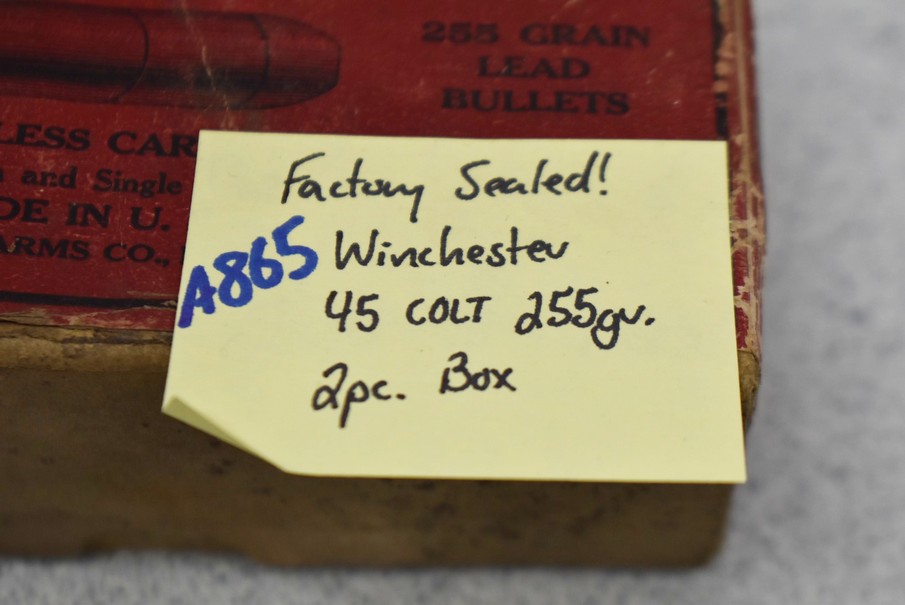 255 GRAIN
LEAD
BULLETS
LESS CAR
and Single
DE IN U.
ARMS CO.,
Factory Sealed!
A865
Winchester
45 COLT 255gr.
2pc. Box